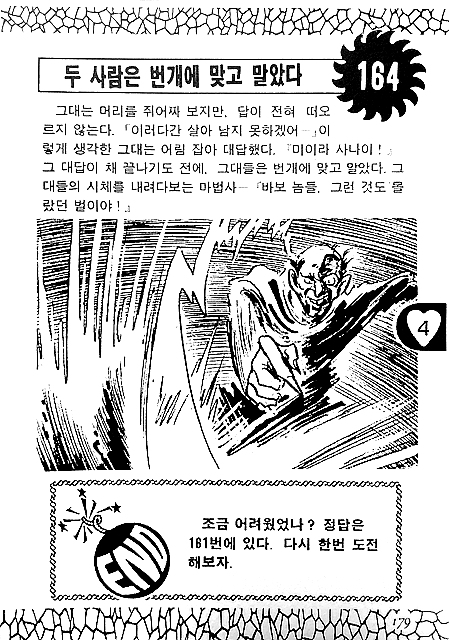 두 사람은 번개에 맞고 말았다
164
그대는 머리를 쥐어짜 보지만, 답이 전혀 떠오
르지 않는다. 「이러다간 살아 남지 못하겠어―」이
렇게 생각한 그대는 어림 잡아 대답했다. 『미이라 사나이!』
그 대답이 채 끝나기도 전에, 그대들은 번개에 맞고 말았다. 그
대들의 시체를 내려다보는 마법사― 『바보 놈들, 그런 것도 몰
랐던 벌이야!』
4
END
조금 어려웠었나? 정답은
161번에 있다. 다시 한번 도전
해보자.
179